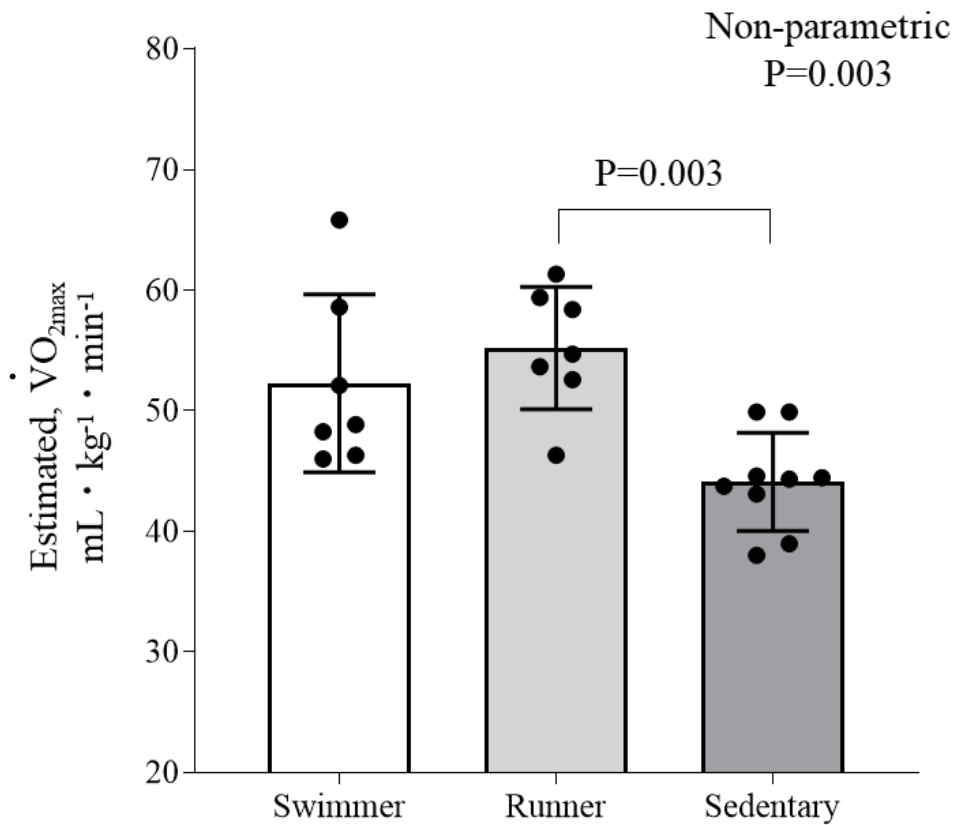 Non-parametric
P=0.003
P=0.003
Estimated, V̇O₂max
mL · kg⁻¹ · min⁻¹
80
70
60
50
40
30
20
Swimmer Runner Sedentary